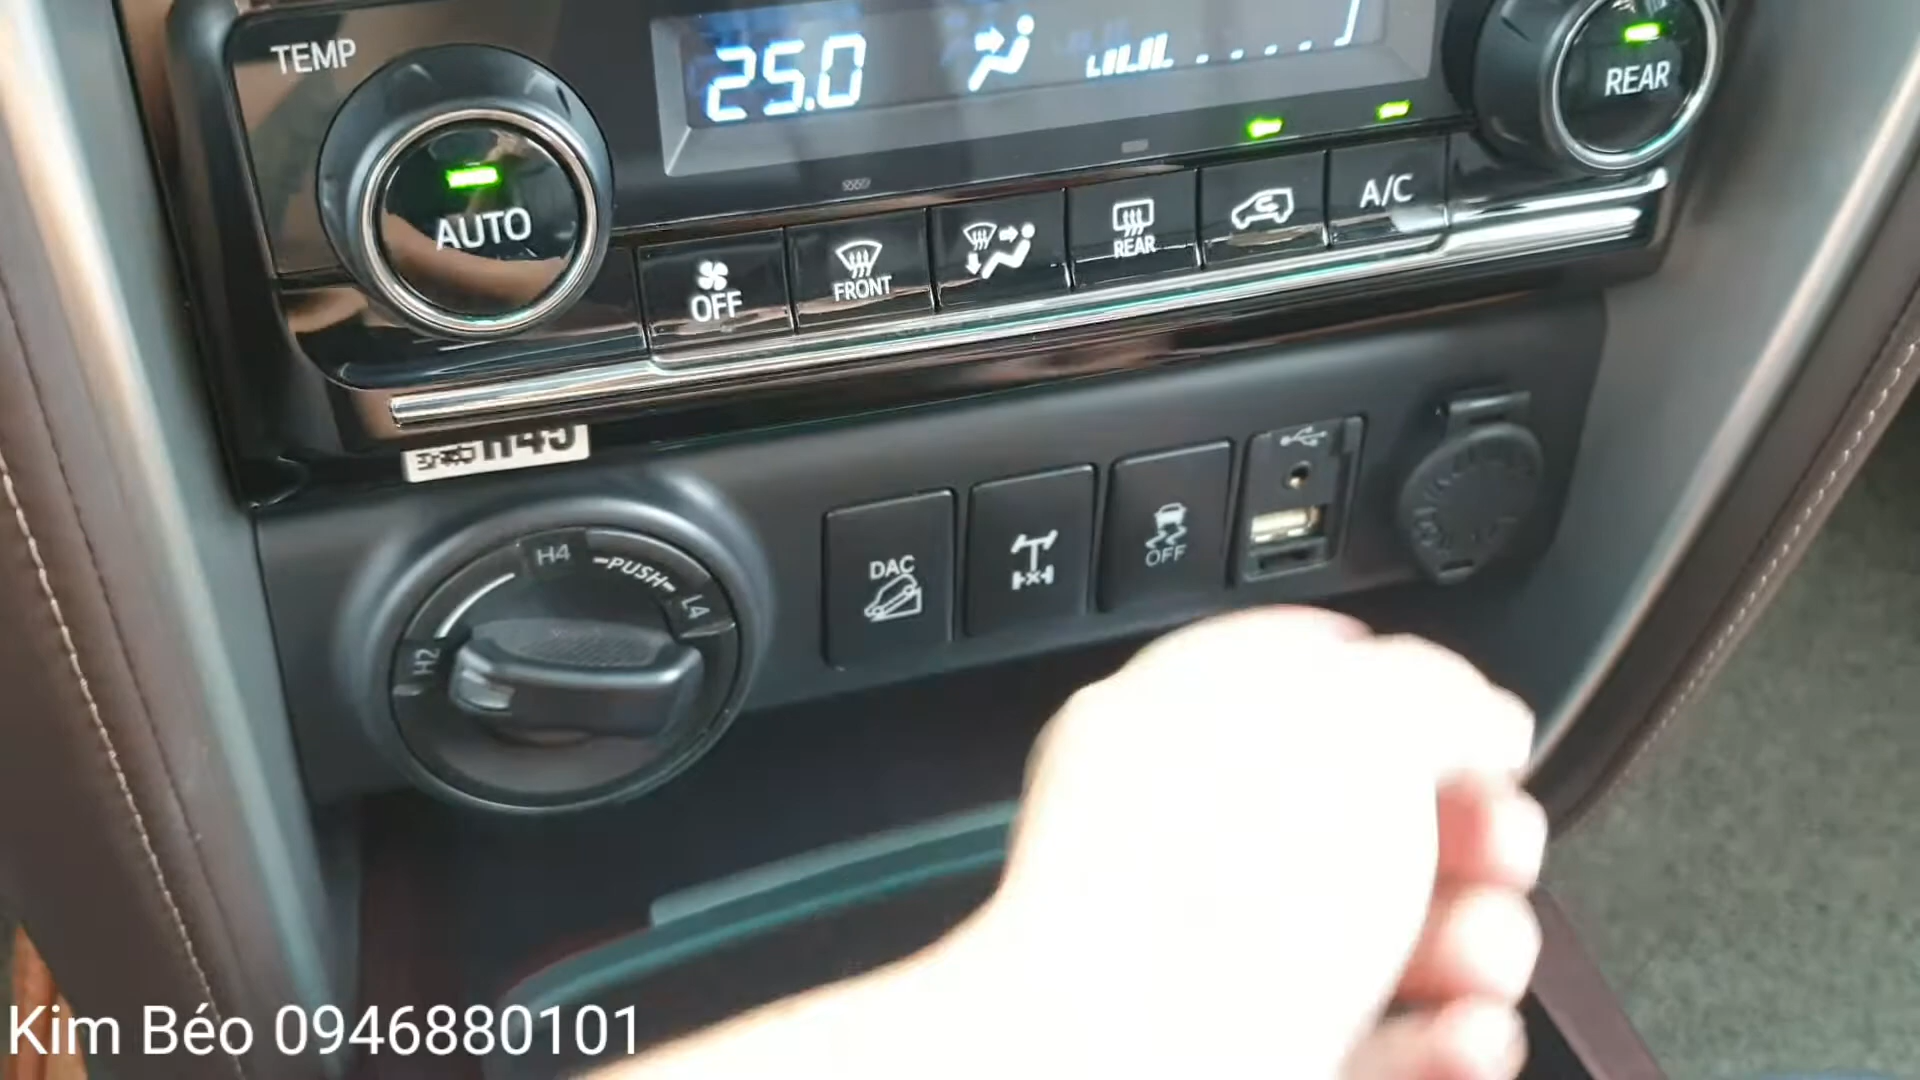 TEMP
25.0
REAR
AUTO
OFF
FRONT
REAR
A/C
H4
-PUSH-
L4
H2
DAC
OFF
Kim Béo 0946880101